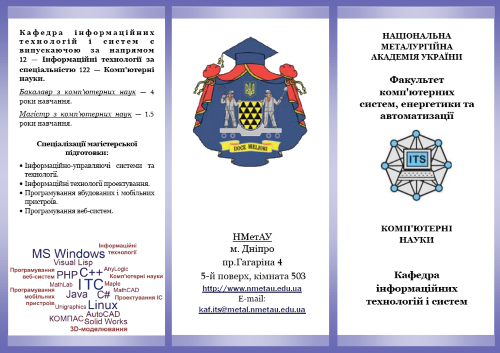 Кафедра інформаційних
технологій і систем є
випускаючою за напрямом
12 — Інформаційні технології за
спеціальністю 122 — Комп'ютерні
науки.
Бакалавр з комп'ютерних наук — 4
роки навчання.
Магістр з комп'ютерних наук — 1.5
роки навчання.
Спеціалізації магістерської
підготовки:
• Інформаційно-управляючі системи та
технології.
• Інформаційні технології проектування.
• Програмування вбудованих і мобільних
пристроїв.
• Програмування веб-систем.
Інформаційні
технології
MS Windows
Visual Lisp
Програмування
веб-систем
PHP
C++
AnyLogic
Комп'ютерні науки
MathLab
ITC
Maple
MathCAD
Програмування
мобільних
пристроїв
Java
C#
Проектування ІС
Unigraphics
Linux
AutoCAD
КОМПАС
Solid Works
3D-моделювання
DOCE MALLONI
НМетАУ
м. Дніпро
пр.Гагаріна 4
5-й поверх, кімната 503
http://www.nmetau.edu.ua
E-mail:
kaf.its@metal.nmetau.edu.ua
НАЦІОНАЛЬНА
МЕТАЛУРГІЙНА
АКАДЕМІЯ УКРАЇНИ
Факультет
комп'ютерних
систем, енергетики та
автоматизації
ITS
КОМП'ЮТЕРНІ
НАУКИ
Кафедра
інформаційних
технологій і систем